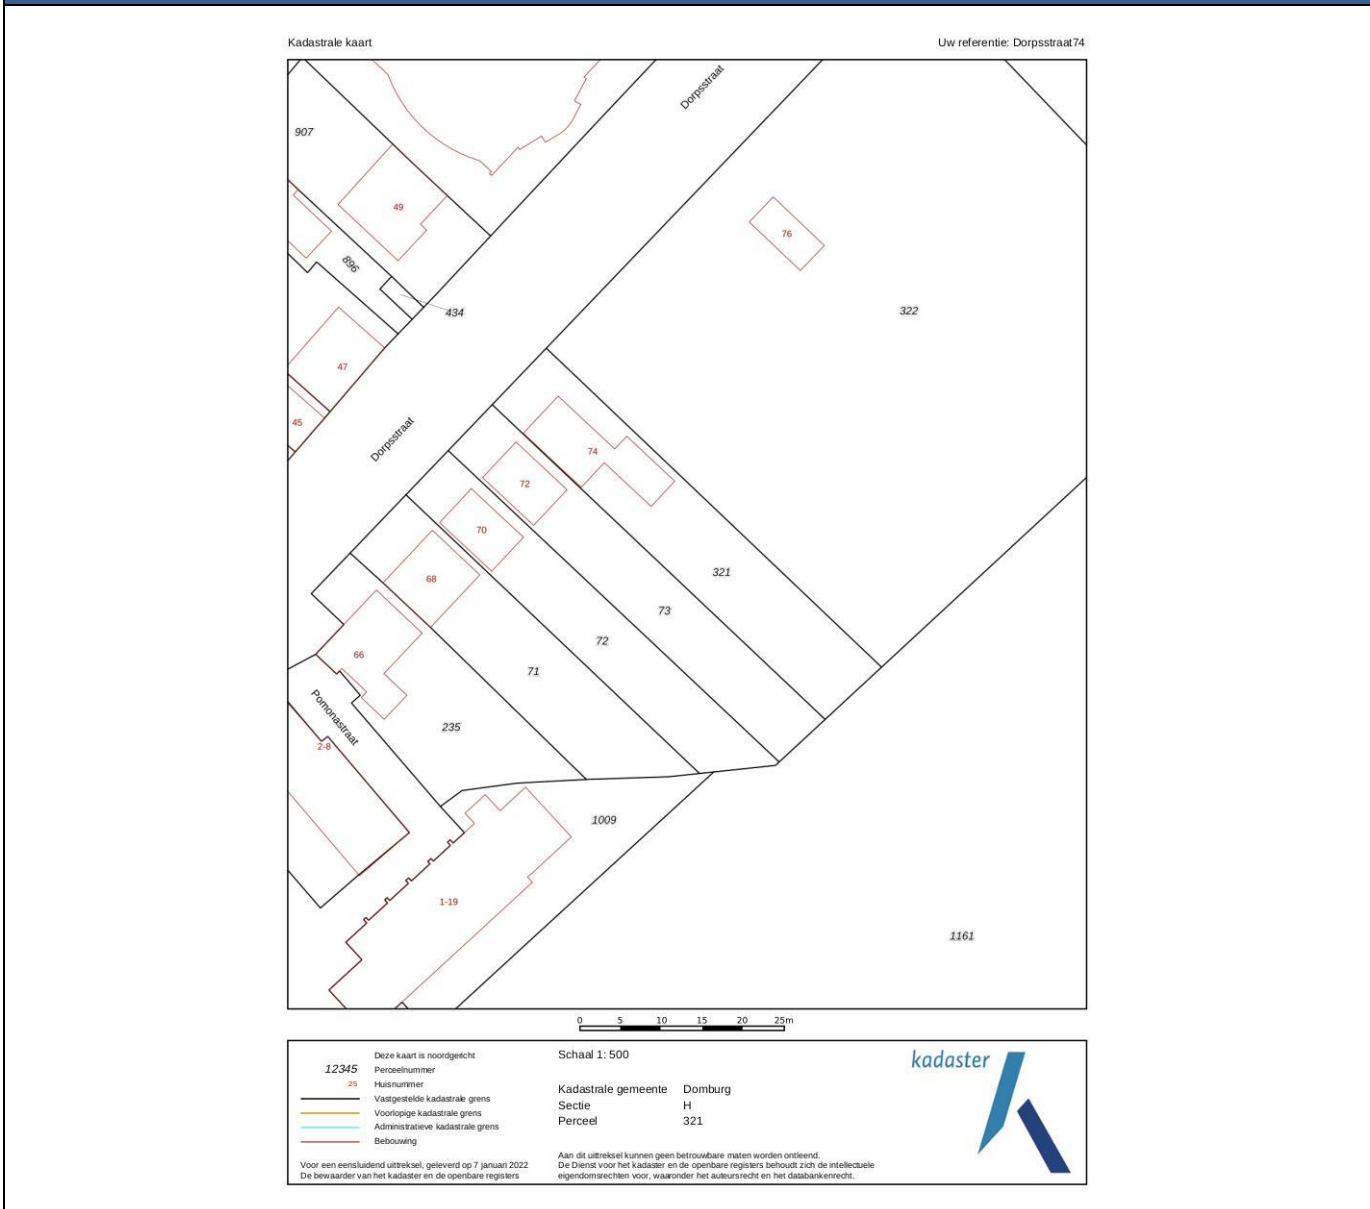 Kadastrale kaart
Uw referentie: Dorpsstraat74
Dorpsstraat
907
49
76
896
434
322
47
45
Dorpsstraat
74
72
70
68
321
73
72
66
71
235
Pomonastraat
2-8
1009
1-19
1161
0 5 10 15 20 25m
Deze kaart is noordgericht
12345 Perceelnummer
25 Huisnummer
Vastgestelde kadastrale grens
Voorlopige kadastrale grens
Administratieve kadastrale grens
Bebouwing
Voor een eensluidend uittreksel, geleverd op 7 januari 2022
De bewaarder van het kadaster en de openbare registers
Schaal 1: 500
Kadastrale gemeente Domburg
Sectie H
Perceel 321
Aan dit uittreksel kunnen geen betrouwbare maten worden ontleend.
De Dienst voor het kadaster en de openbare registers behoudt zich de intellectuele
eigendomsrechten voor, waaronder het auteursrecht en het databankenrecht.
kadaster